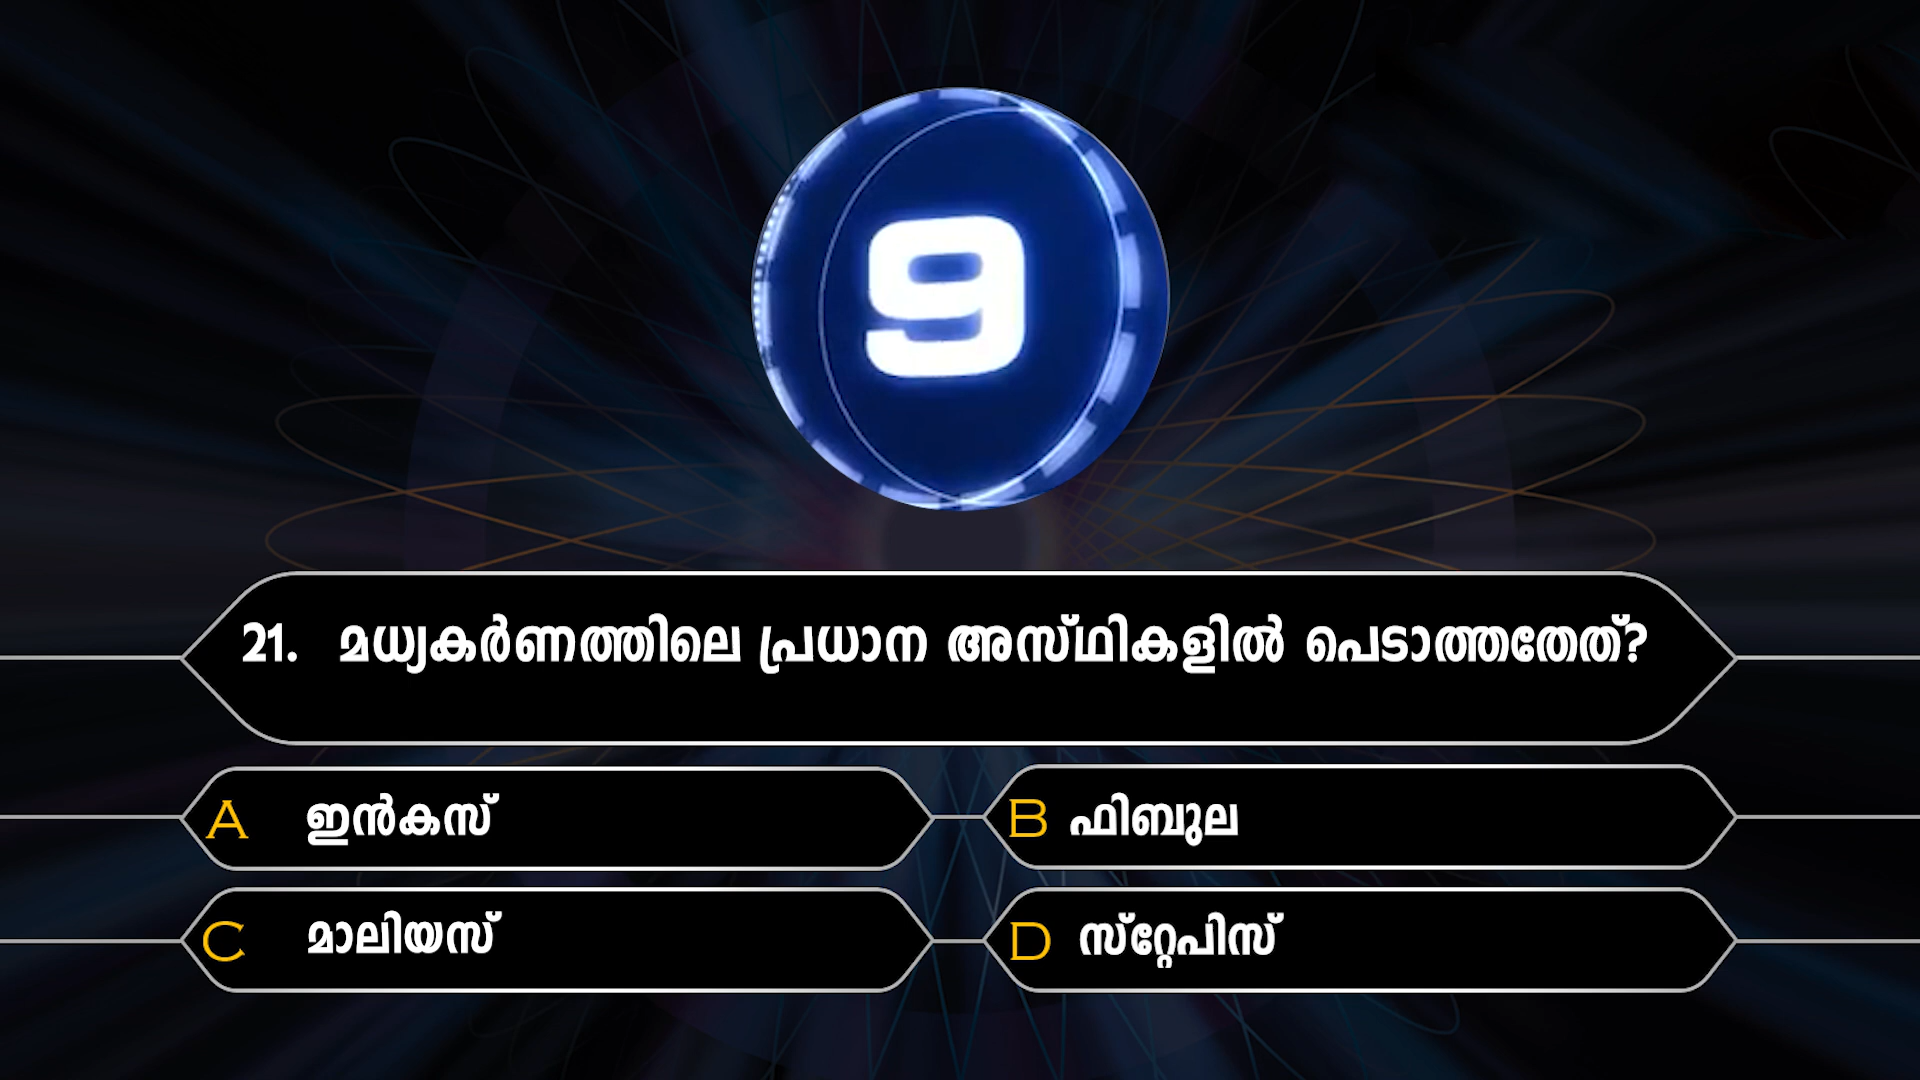 9
21. മധ്യകർണത്തിലെ പ്രധാന അസ്ഥികളിൽ പെടാത്തതേത്?
A ഇൻകസ്
B ഫിബുല
C മാലിയസ്
D സ്റ്റേപിസ്